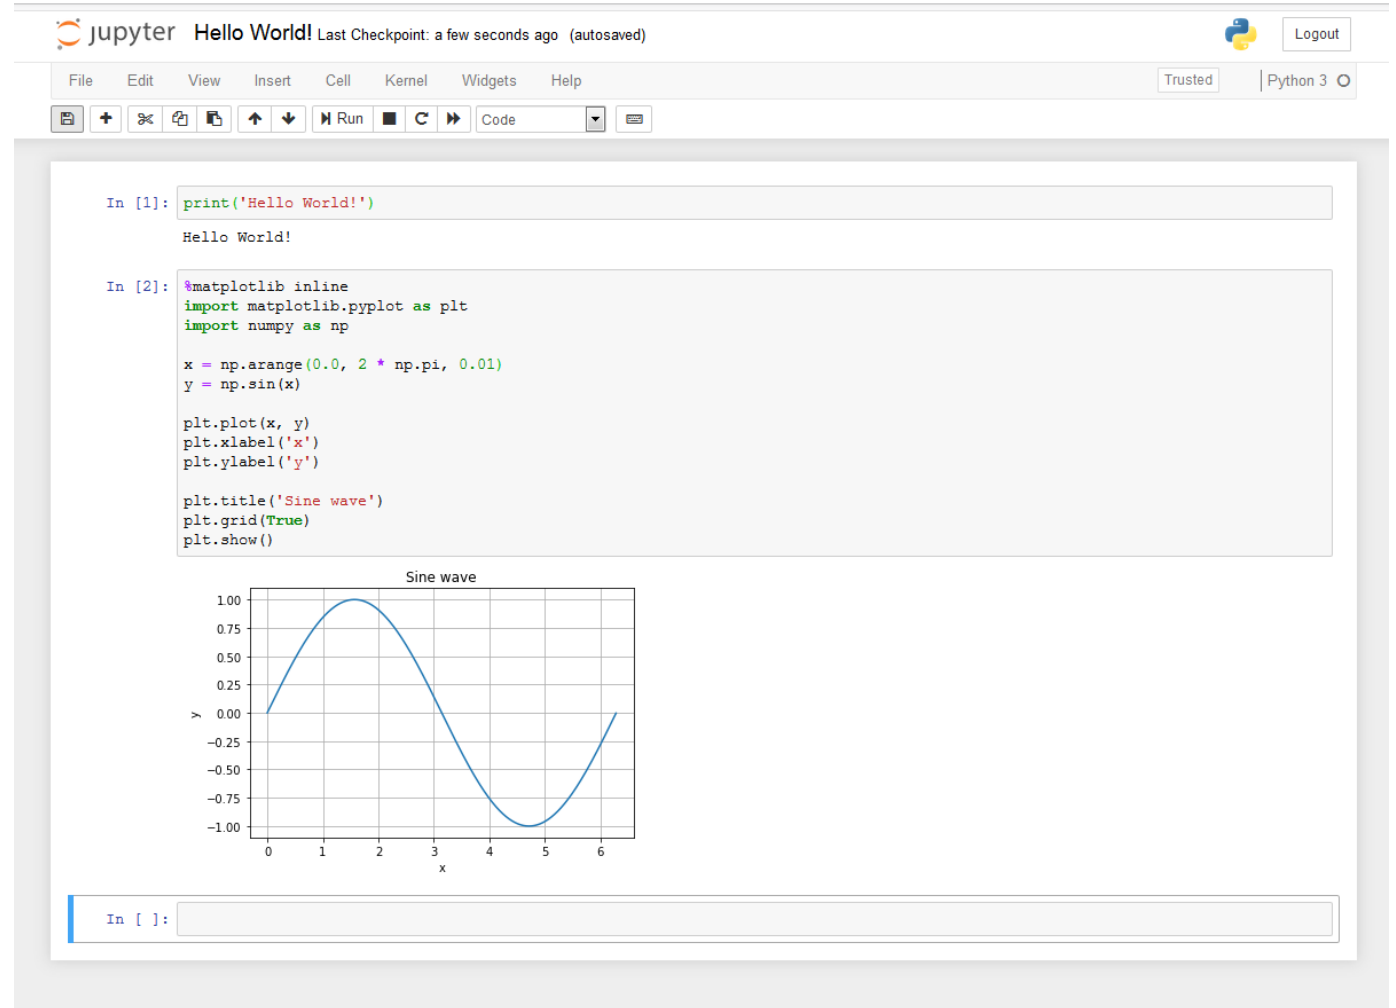 jupyter Hello World! Last Checkpoint: a few seconds ago (autosaved)
Logout
File Edit View Insert Cell Kernel Widgets Help
Trusted
Python 3
Run
Code
In [1]: print('Hello World!')
Hello World!
In [2]: %matplotlib inline
import matplotlib.pyplot as plt
import numpy as np
x = np.arange(0.0, 2 * np.pi, 0.01)
y = np.sin(x)
plt.plot(x, y)
plt.xlabel('x')
plt.ylabel('y')
plt.title('Sine wave')
plt.grid(True)
plt.show()
Sine wave
1.00
0.75
0.50
0.25
y
0.00
−0.25
−0.50
−0.75
−1.00
0 1 2 3 4 5 6
x
In [ ]: